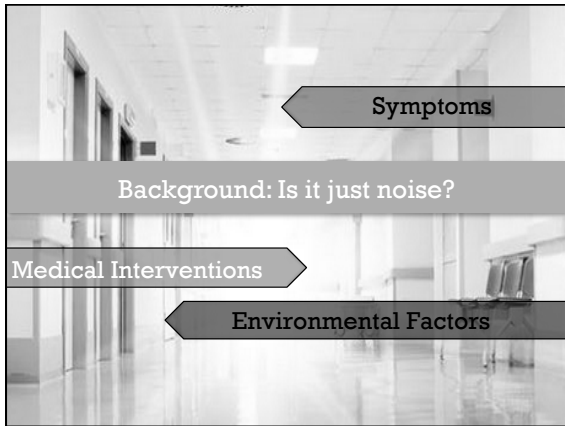 Symptoms
Background: Is it just noise?
Medical Interventions
Environmental Factors